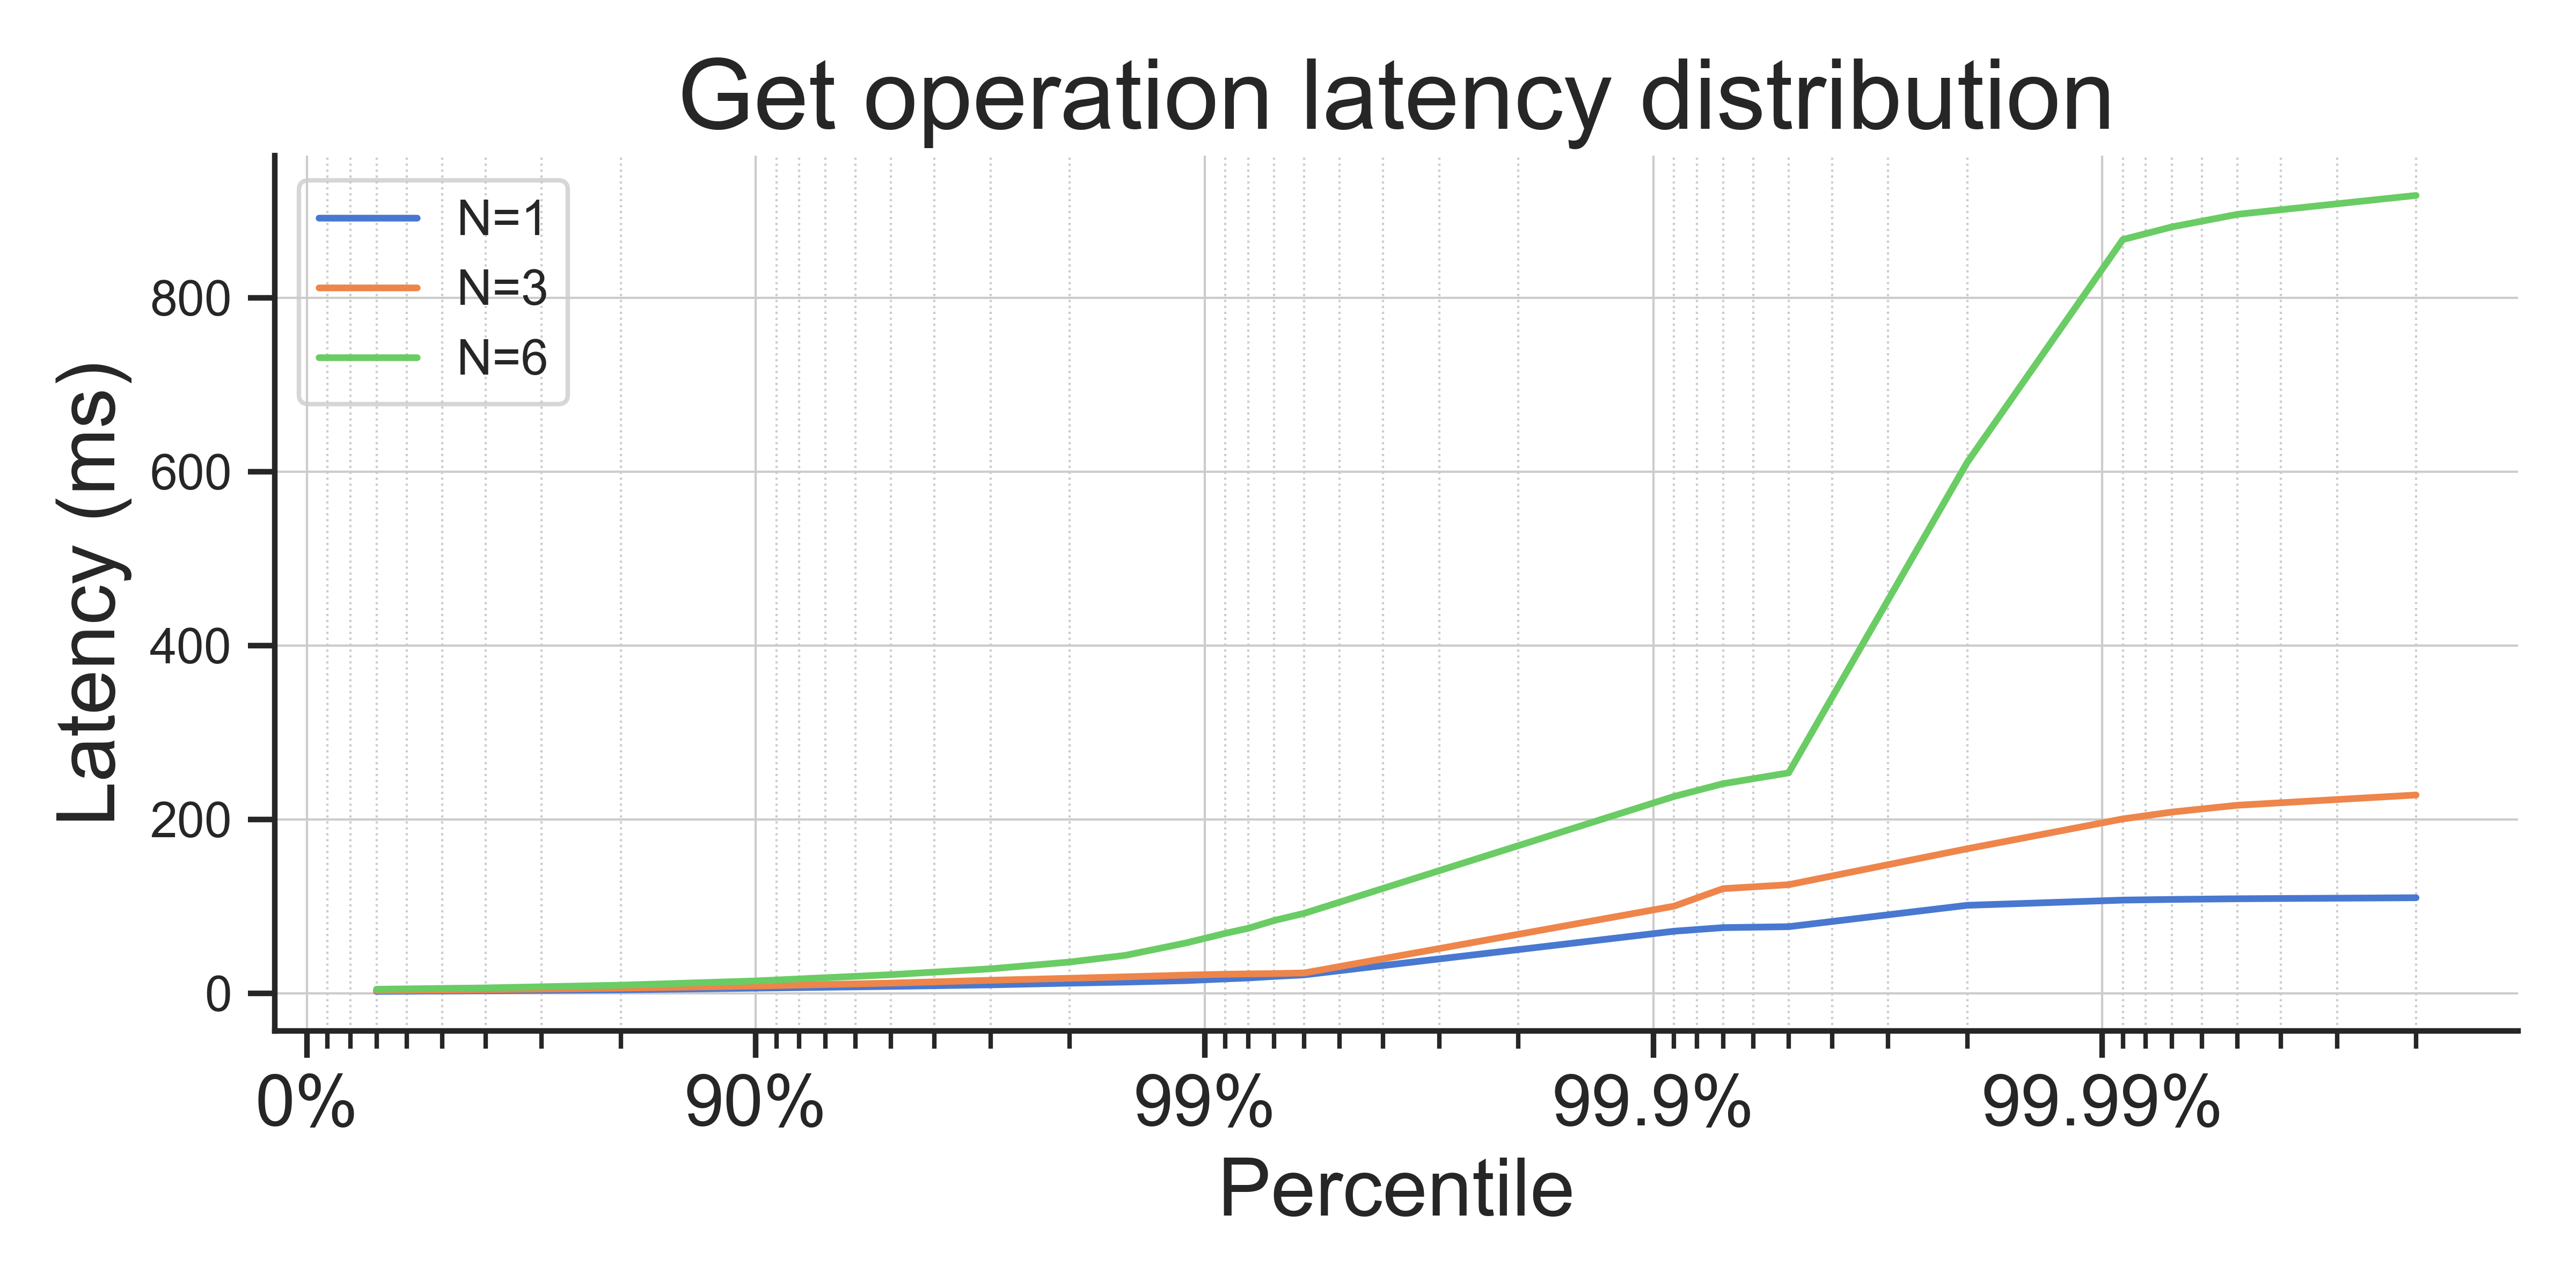 Get operation latency distribution
N=1
N=3
N=6
Latency (ms)
800
600
400
200
0
0% 90% 99% 99.9% 99.99%
Percentile